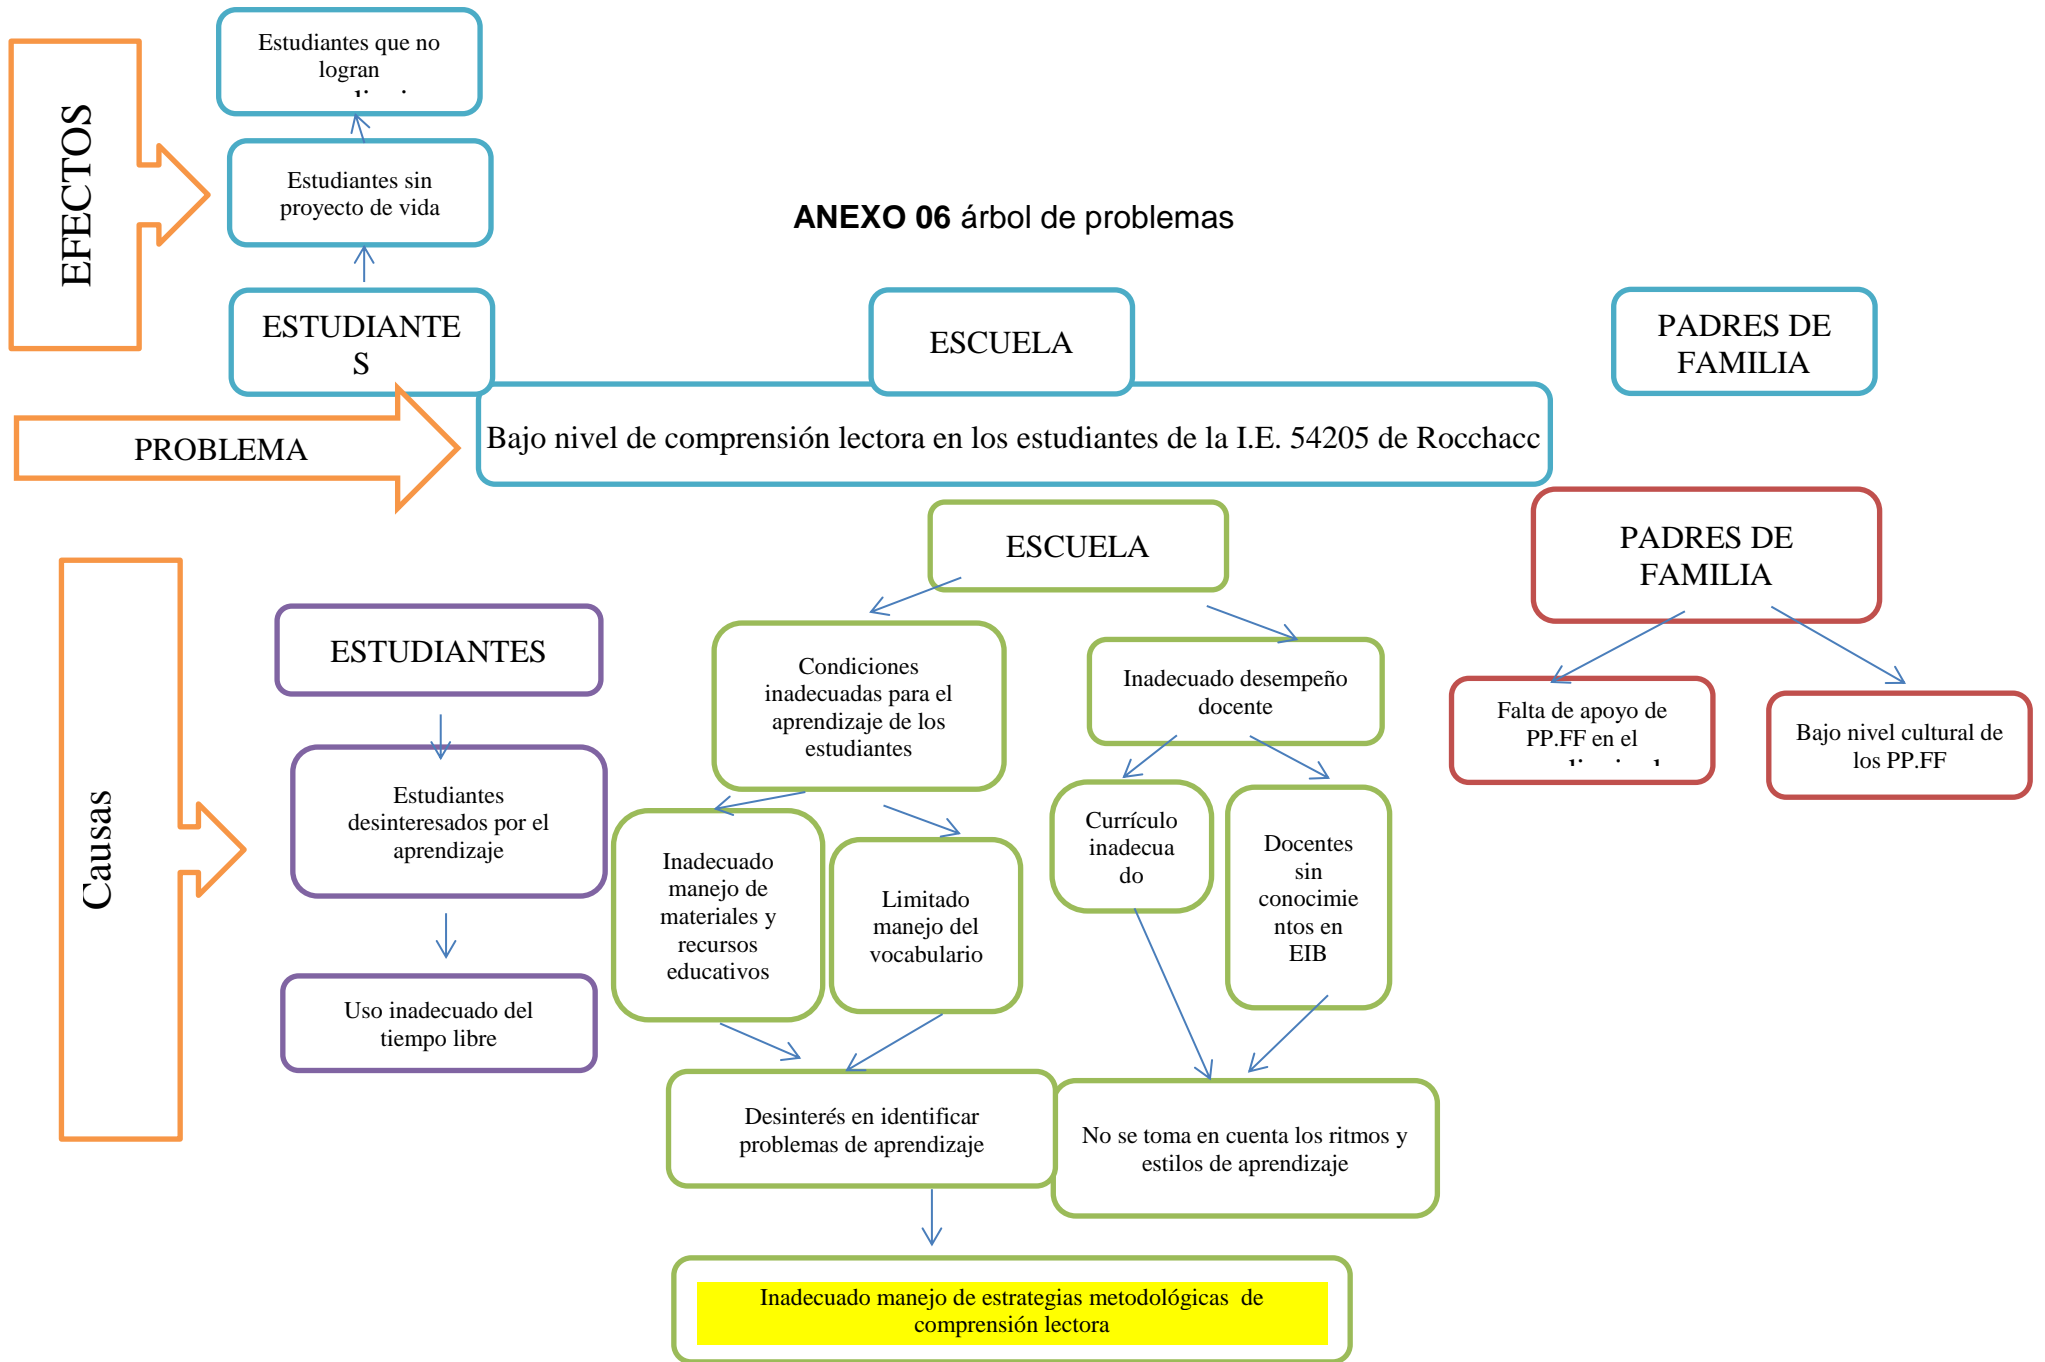 EFECTOS
Estudiantes que no
logran
Estudiantes sin
proyecto de vida
ANEXO 06 árbol de problemas
ESTUDIANTE
S
ESCUELA
PADRES DE
FAMILIA
PROBLEMA
Bajo nivel de comprensión lectora en los estudiantes de la I.E. 54205 de Rocchacc
Causas
ESTUDIANTES
Estudiantes
desinteresados por el
aprendizaje
Uso inadecuado del
tiempo libre
ESCUELA
Condiciones
inadecuadas para el
aprendizaje de los
estudiantes
Inadecuado
manejo de
materiales y
recursos
educativos
Limitado
manejo del
vocabulario
Inadecuado desempeño
docente
Currículo
inadecua
do
Docentes
sin
conocimie
ntos en
EIB
Desinterés en identificar
problemas de aprendizaje
No se toma en cuenta los ritmos y
estilos de aprendizaje
Inadecuado manejo de estrategias metodológicas de
comprensión lectora
PADRES DE
FAMILIA
Falta de apoyo de
PP.FF en el
Bajo nivel cultural de
los PP.FF